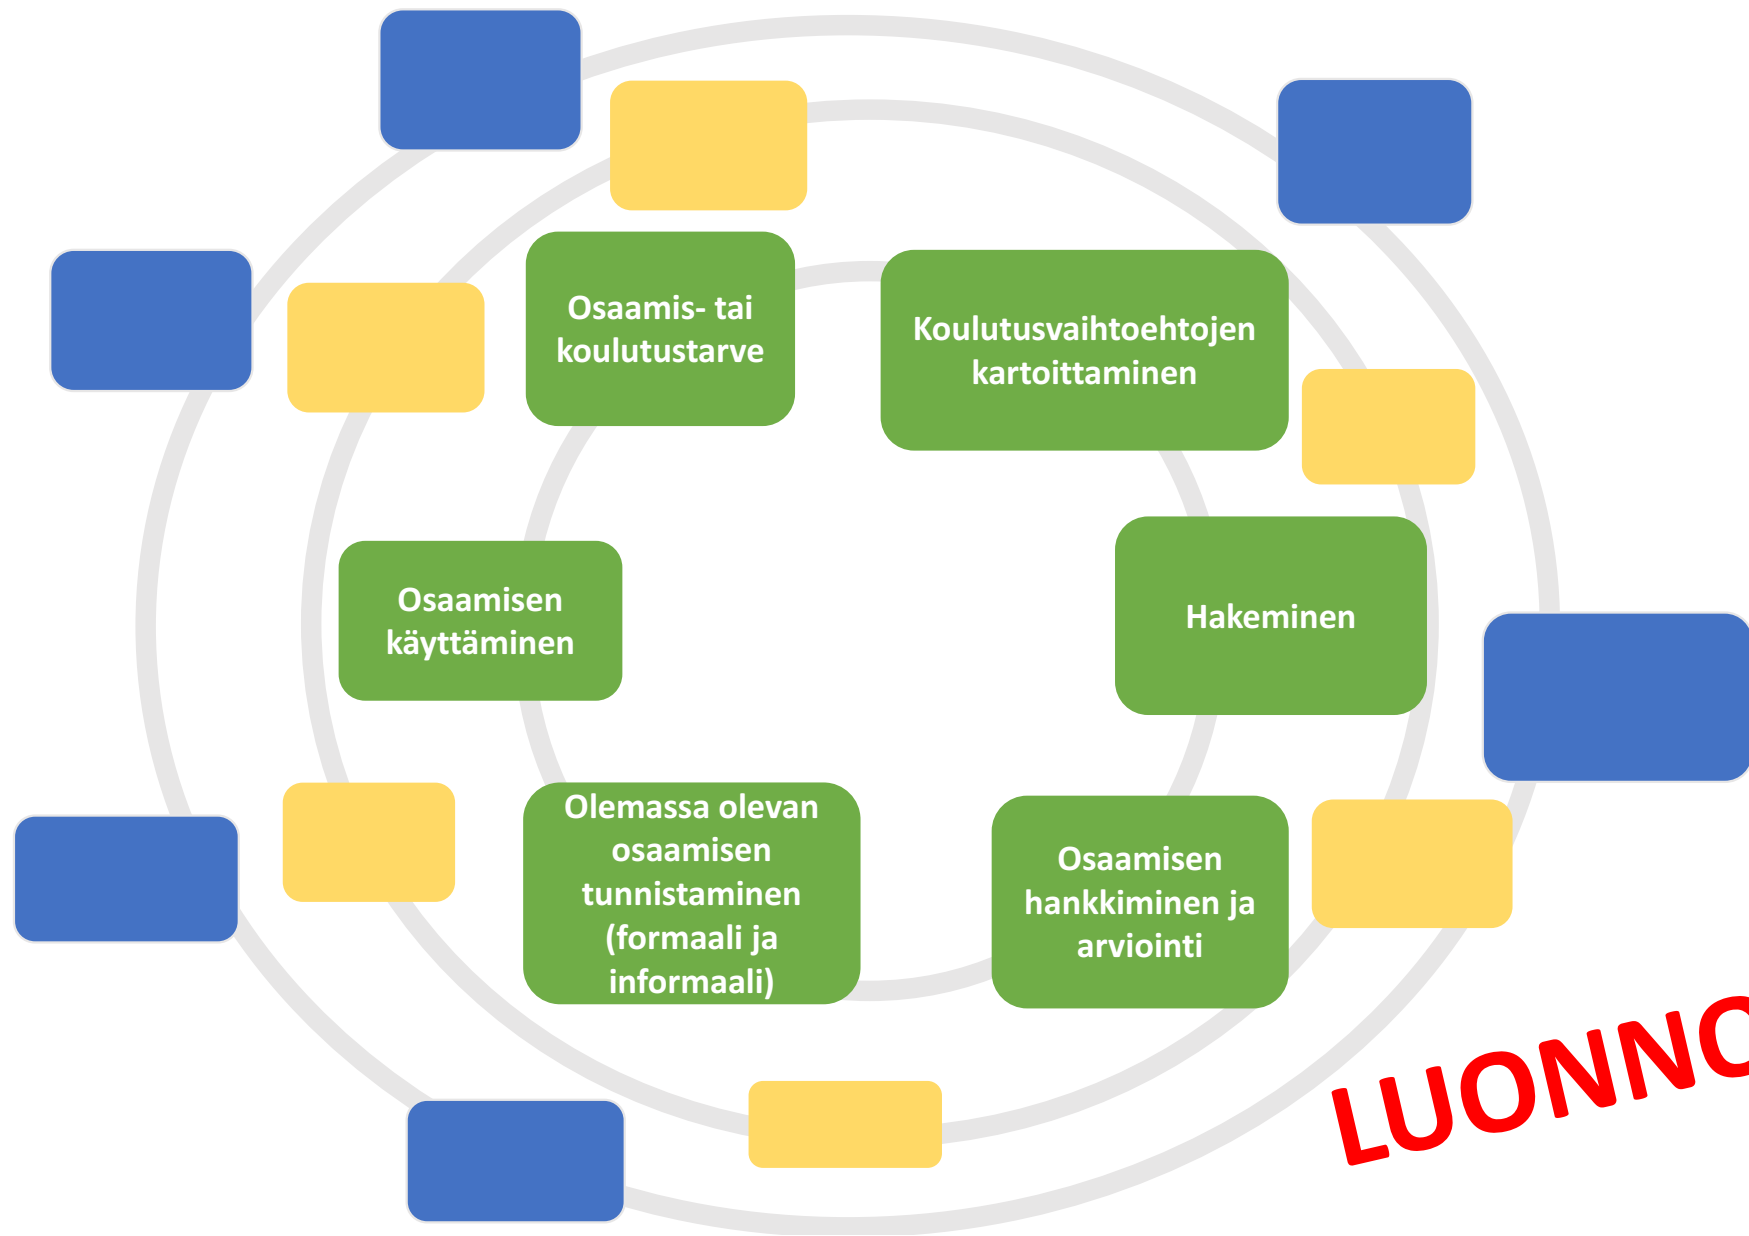 Osaamis- tai
koulutustarve
Koulutusvaihtoehtojen
kartoittaminen
Osaamisen
käyttäminen
Hakeminen
Olemassa olevan
osaamisen
tunnistaminen
(formaali ja
informaali)
Osaamisen
hankkiminen ja
arviointi
LUONNO